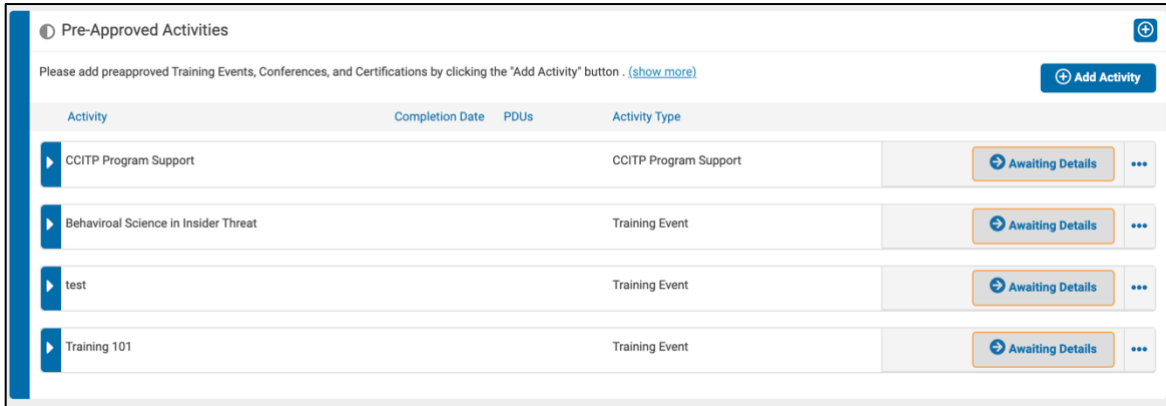 Pre-Approved Activities
Please add preapproved Training Events, Conferences, and Certifications by clicking the "Add Activity" button . (show more)
Add Activity
Activity Completion Date PDUs Activity Type
CCITP Program Support CCITP Program Support Awaiting Details
Behaviroal Science in Insider Threat Training Event Awaiting Details
test Training Event Awaiting Details
Training 101 Training Event Awaiting Details